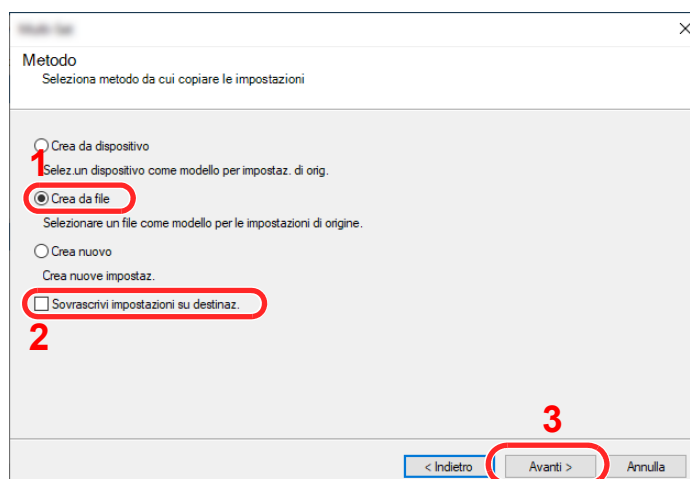 Metodo
Seleziona metodo da cui copiare le impostazioni
Crea da dispositivo
1
Selez.un dispositivo come modello per impostaz. di orig.
Crea da file
Selezionare un file come modello per le impostazioni di origine.
Crea nuovo
Crea nuove impostaz.
Sovrascrivi impostazioni su destinaz.
2
3
< Indietro Avanti > Annulla